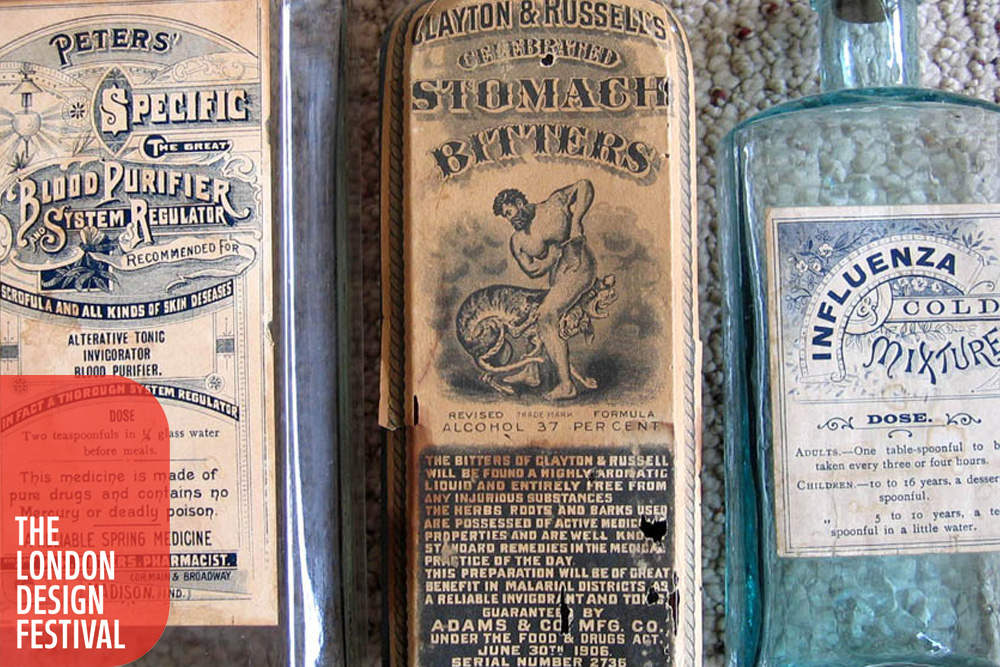 PETERS'
SPECIFIC
THE GREAT
BLOOD PURIFIER
AND
SYSTEM REGULATOR
RECOMMENDED FOR
SCROFULA AND ALL KINDS OF SKIN DISEASES
ALTERATIVE TONIC
INVIGORATOR
BLOOD PURIFIER.
IN FACT A THOROUGH SYSTEM REGULATOR
DOSE
Two teaspoonfuls in ¼ glass water
before meals.
This medicine is made of
pure drugs and contains no
Mercury or deadly poison.
SPRING MEDICINE
PHARMACIST.
COR. MAIN & BROADWAY
IND.
THE
LONDON
DESIGN
FESTIVAL
CLAYTON & RUSSELL'S
CELEBRATED
STOMACH
BITTERS
REVISED TRADE-MARK FORMULA
ALCOHOL 37 PER CENT
THE BITTERS OF CLAYTON & RUSSELL
WILL BE FOUND A HIGHLY AROMATIC
LIQUID AND ENTIRELY FREE FROM
ANY INJURIOUS SUBSTANCES
THE HERBS ROOTS AND BARKS USED
ARE POSSESSED OF ACTIVE
PROPERTIES AND ARE WELL
STANDARD REMEDIES IN THE MEDICAL
PRACTICE OF THE DAY
THIS PREPARATION WILL BE OF GREAT
BENEFIT IN MALARIAL DISTRICTS, AS
A RELIABLE INVIGORANT AND
GUARANTEED BY
ADAMS & CO. MFG. CO.
UNDER THE FOOD & DRUGS ACT.
JUNE 30TH 1906.
SERIAL NUMBER 2735
INFLUENZA
& COLD
MIXTURE
DOSE.
ADULTS.—One table-spoonful to b
taken every three or four hours.
CHILDREN.—10 to 16 years, a desser
spoonful.
" 5 to 10 years, a te
spoonful in a little water.